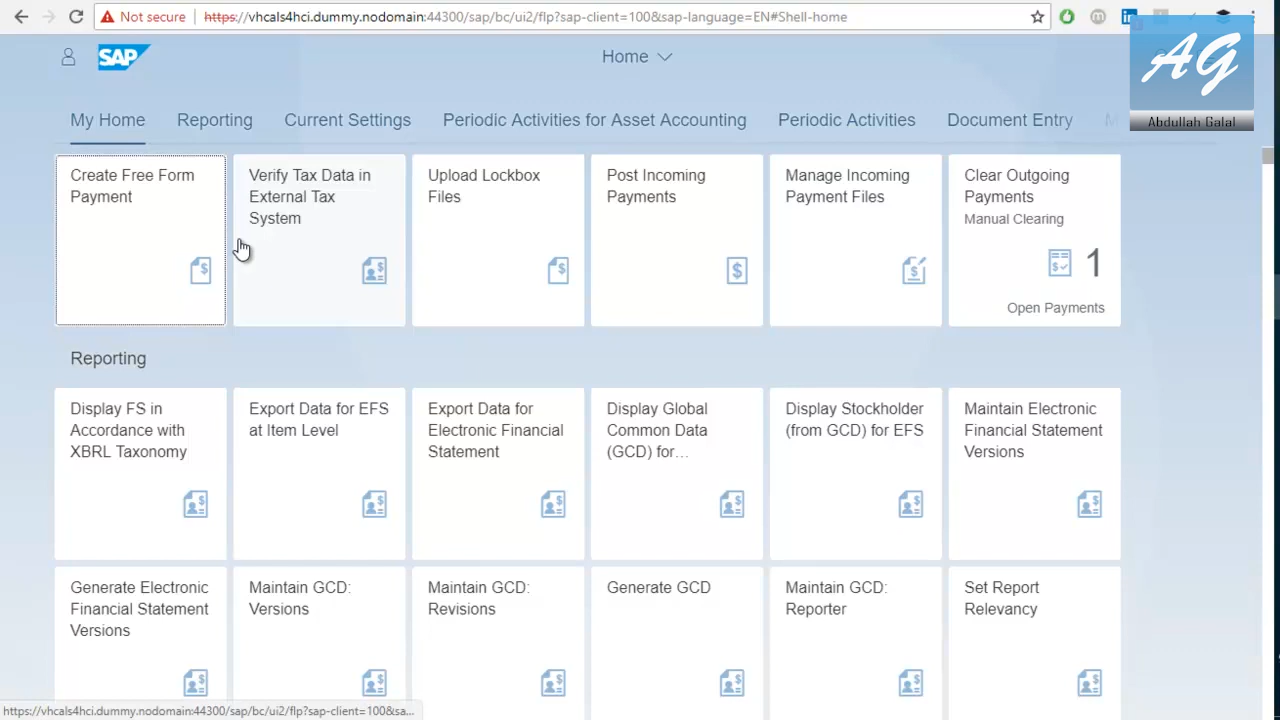 Not secure
https://vhcals4hci.dummy.nodomain:44300/sap/bc/ui2/flp?sap-client=100&sap-language=EN#Shell-home
SAP
Home
AG
Abdullah Galal
My Home
Reporting
Current Settings
Periodic Activities for Asset Accounting
Periodic Activities
Document Entry
Create Free Form
Payment
Verify Tax Data in
External Tax
System
Upload Lockbox
Files
Post Incoming
Payments
Manage Incoming
Payment Files
Clear Outgoing
Payments
Manual Clearing
1
Open Payments
Reporting
Display FS in
Accordance with
XBRL Taxonomy
Export Data for EFS
at Item Level
Export Data for
Electronic Financial
Statement
Display Global
Common Data
(GCD) for…
Display Stockholder
(from GCD) for EFS
Maintain Electronic
Financial Statement
Versions
Generate Electronic
Financial Statement
Versions
Maintain GCD:
Versions
Maintain GCD:
Revisions
Generate GCD
Maintain GCD:
Reporter
Set Report
Relevancy
https://vhcals4hci.dummy.nodomain:44300/sap/bc/ui2/flp?sap-client=100&sa...